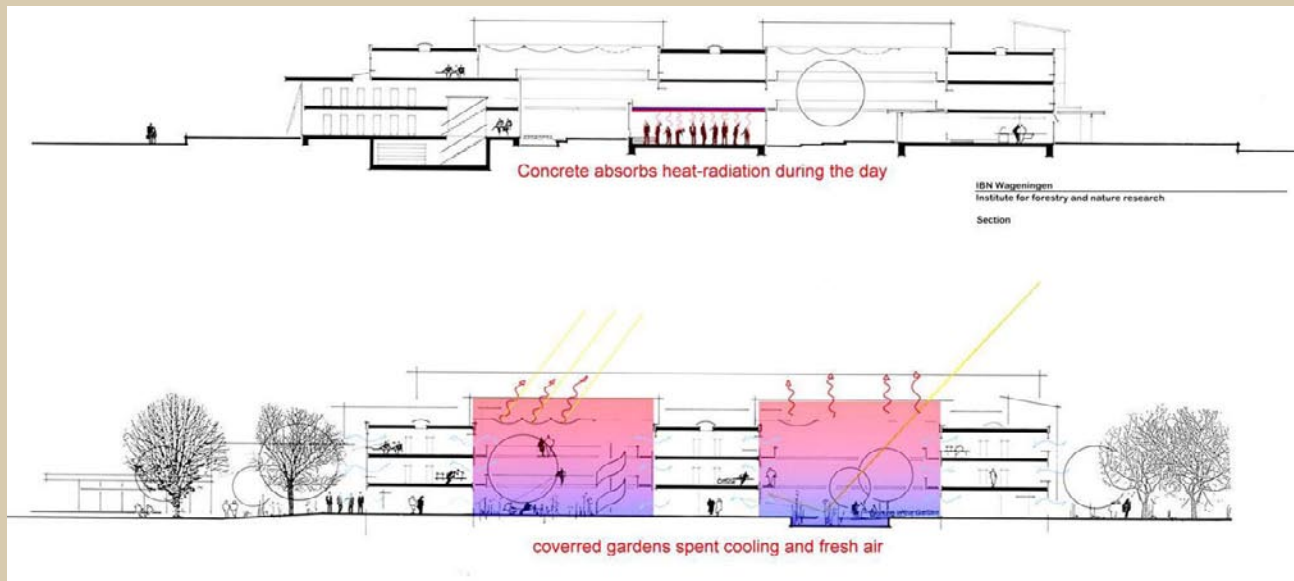 Concrete absorbs heat-radiation during the day
IBN Wageningen
Institute for forestry and nature research
Section
coverred gardens spent cooling and fresh air